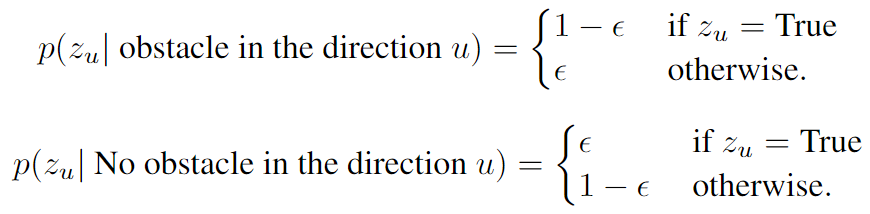 p(z_u| obstacle in the direction u) = { 1 − ϵ if z_u = True
ϵ otherwise.
p(z_u| No obstacle in the direction u) = { ϵ if z_u = True
1 − ϵ otherwise.